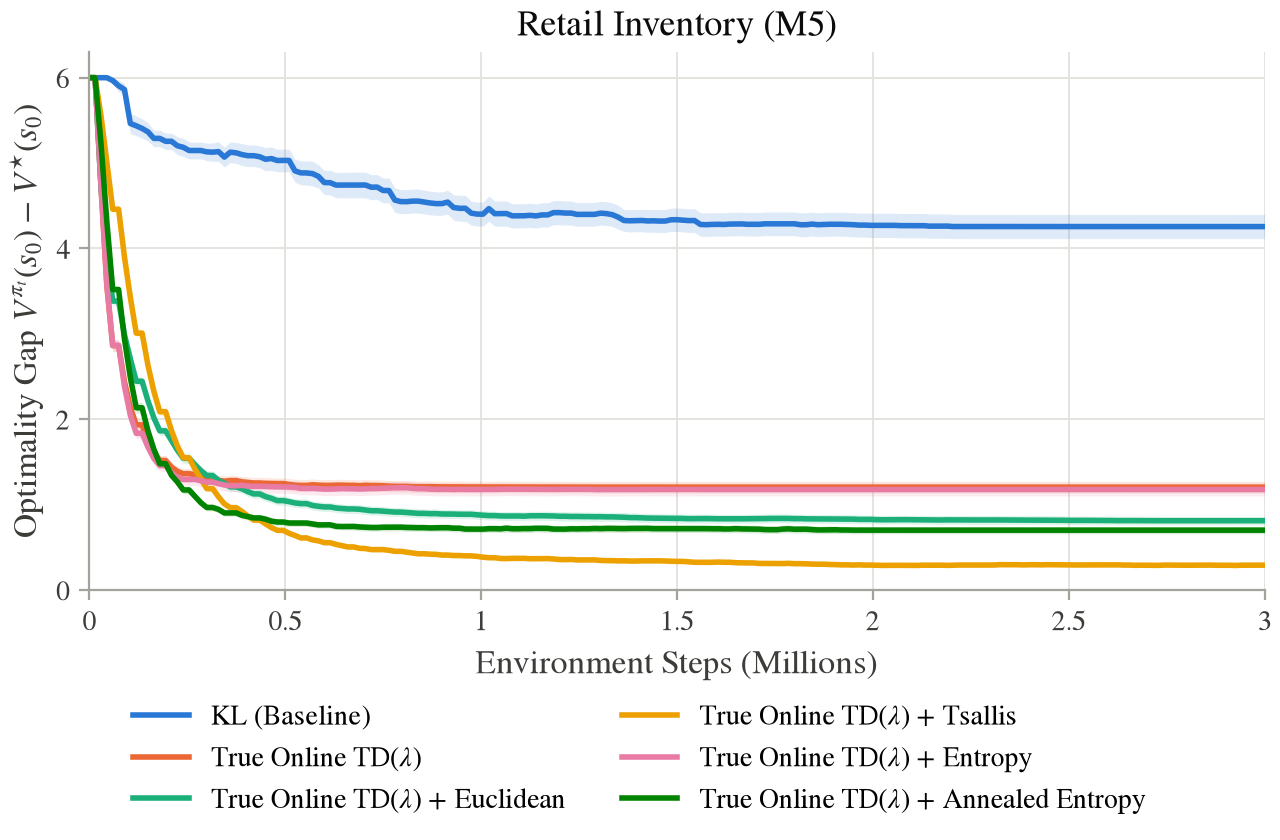 Retail Inventory (M5)
Optimality Gap V^{π_t}(s_0) − V^★(s_0)
6
4
2
0
0 0.5 1 1.5 2 2.5 3
Environment Steps (Millions)
KL (Baseline)
True Online TD(λ)
True Online TD(λ) + Euclidean
True Online TD(λ) + Tsallis
True Online TD(λ) + Entropy
True Online TD(λ) + Annealed Entropy